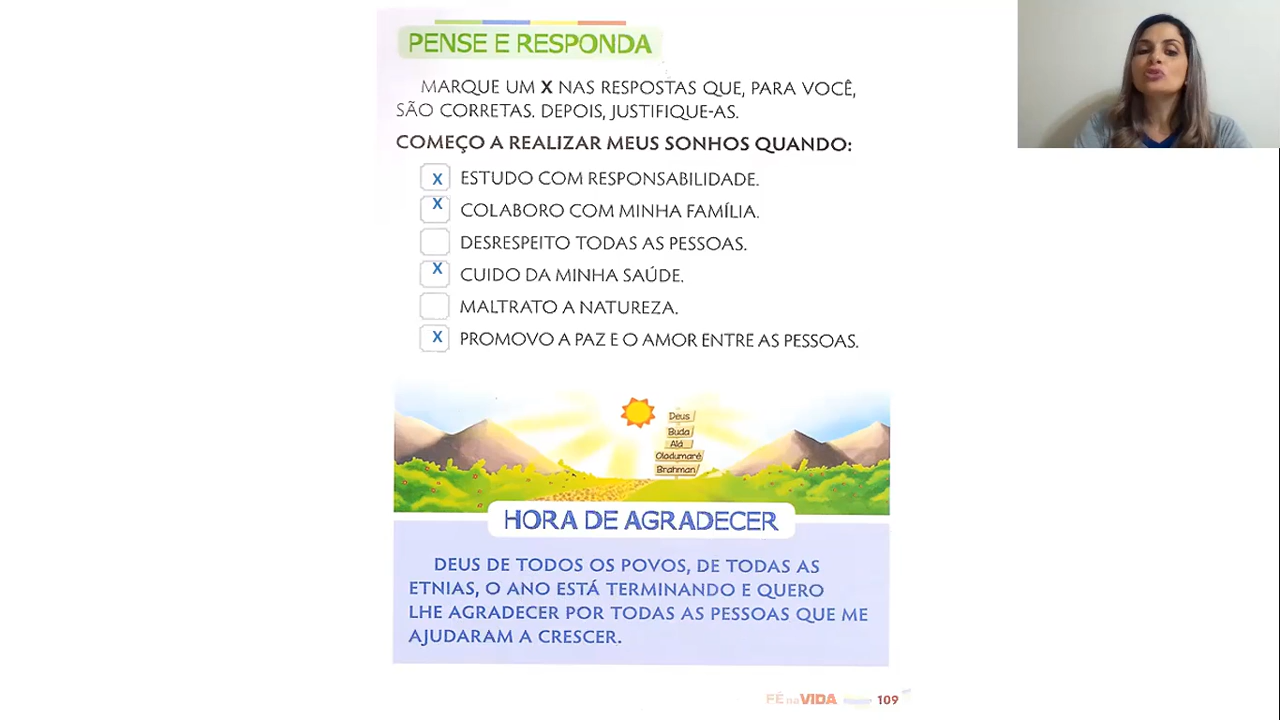 PENSE E RESPONDA
MARQUE UM X NAS RESPOSTAS QUE, PARA VOCÊ,
SÃO CORRETAS. DEPOIS, JUSTIFIQUE-AS.
COMEÇO A REALIZAR MEUS SONHOS QUANDO:
X ESTUDO COM RESPONSABILIDADE.
X COLABORO COM MINHA FAMÍLIA.
DESRESPEITO TODAS AS PESSOAS.
X CUIDO DA MINHA SAÚDE.
MALTRATO A NATUREZA.
X PROMOVO A PAZ E O AMOR ENTRE AS PESSOAS.
Deus
Buda
Alá
Olodumaré
Brahman
HORA DE AGRADECER
DEUS DE TODOS OS POVOS, DE TODAS AS
ETNIAS, O ANO ESTÁ TERMINANDO E QUERO
LHE AGRADECER POR TODAS AS PESSOAS QUE ME
AJUDARAM A CRESCER.
FÉ na VIDA 109